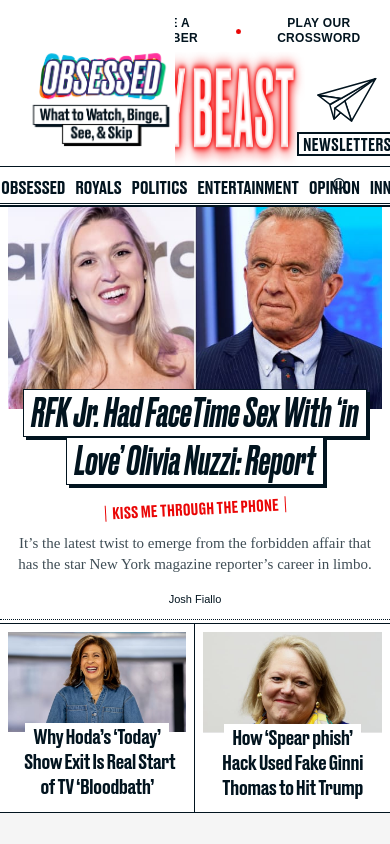 E A
BER
PLAY OUR
CROSSWORD
OBSESSED
What to Watch, Binge,
See, & Skip
Y BEAST
NEWSLETTERS
OBSESSED ROYALS POLITICS ENTERTAINMENT OPINION INN
RFK Jr. Had FaceTime Sex With ‘in
Love’ Olivia Nuzzi: Report
KISS ME THROUGH THE PHONE
It’s the latest twist to emerge from the forbidden affair that
has the star New York magazine reporter’s career in limbo.
Josh Fiallo
Why Hoda’s ‘Today’
Show Exit Is Real Start
of TV ‘Bloodbath’
How ‘Spear phish’
Hack Used Fake Ginni
Thomas to Hit Trump